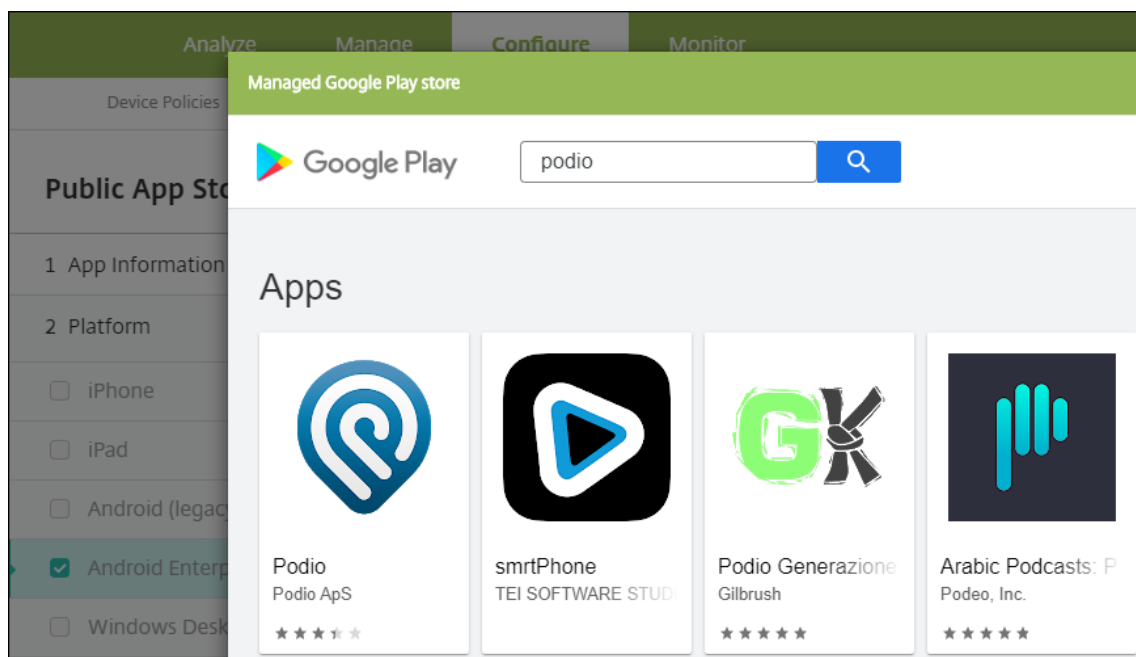 Analyze Manage Configure Monitor
Device Policies
Managed Google Play store
Google Play
podio
Public App Sto
1 App Information
2 Platform
iPhone
iPad
Android (legacy
Android Enterp
Windows Desk
Apps
GK
Podio
Podio ApS
smrtPhone
TEI SOFTWARE STUD
Podio Generazione
Gilbrush
Arabic Podcasts: P
Podeo, Inc.